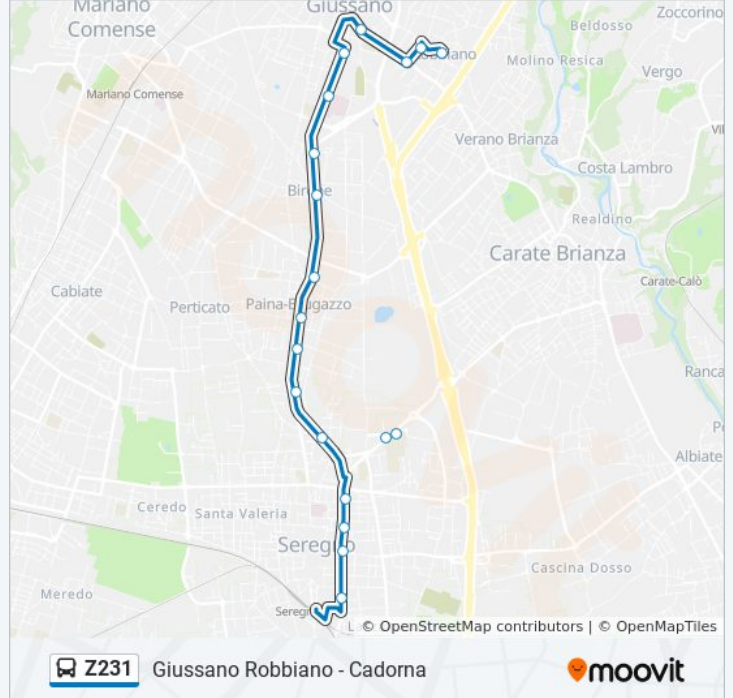 Mariano
Comense
Giussano
Zoccorino
Beldosso
Molino Resica
Vergo
Mariano Comense
Verano Brianza
Costa Lambro
Realdino
Carate Brianza
Carate-Calò
Cabiate
Perticato
Paina-Brugazzo
Albiate
Ceredo
Santa Valeria
Seregno
Cascina Dosso
Meredo
© OpenStreetMap contributors | © OpenMapTiles
Z231 Giussano Robbiano - Cadorna
moovit